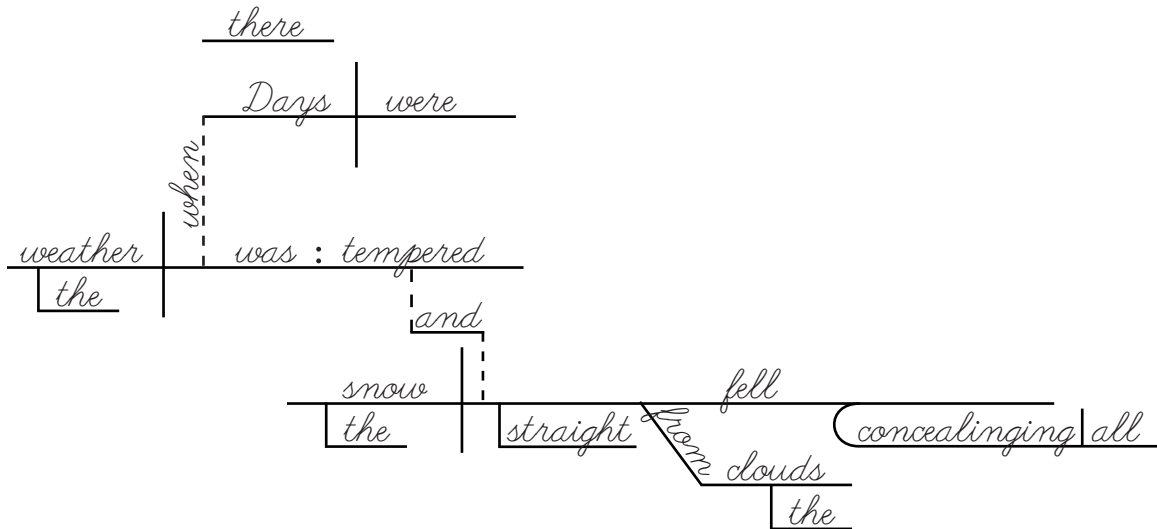 there
Days were
when
weather was : tempered
the
and
snow fell
the straight from concealinging all
clouds
the